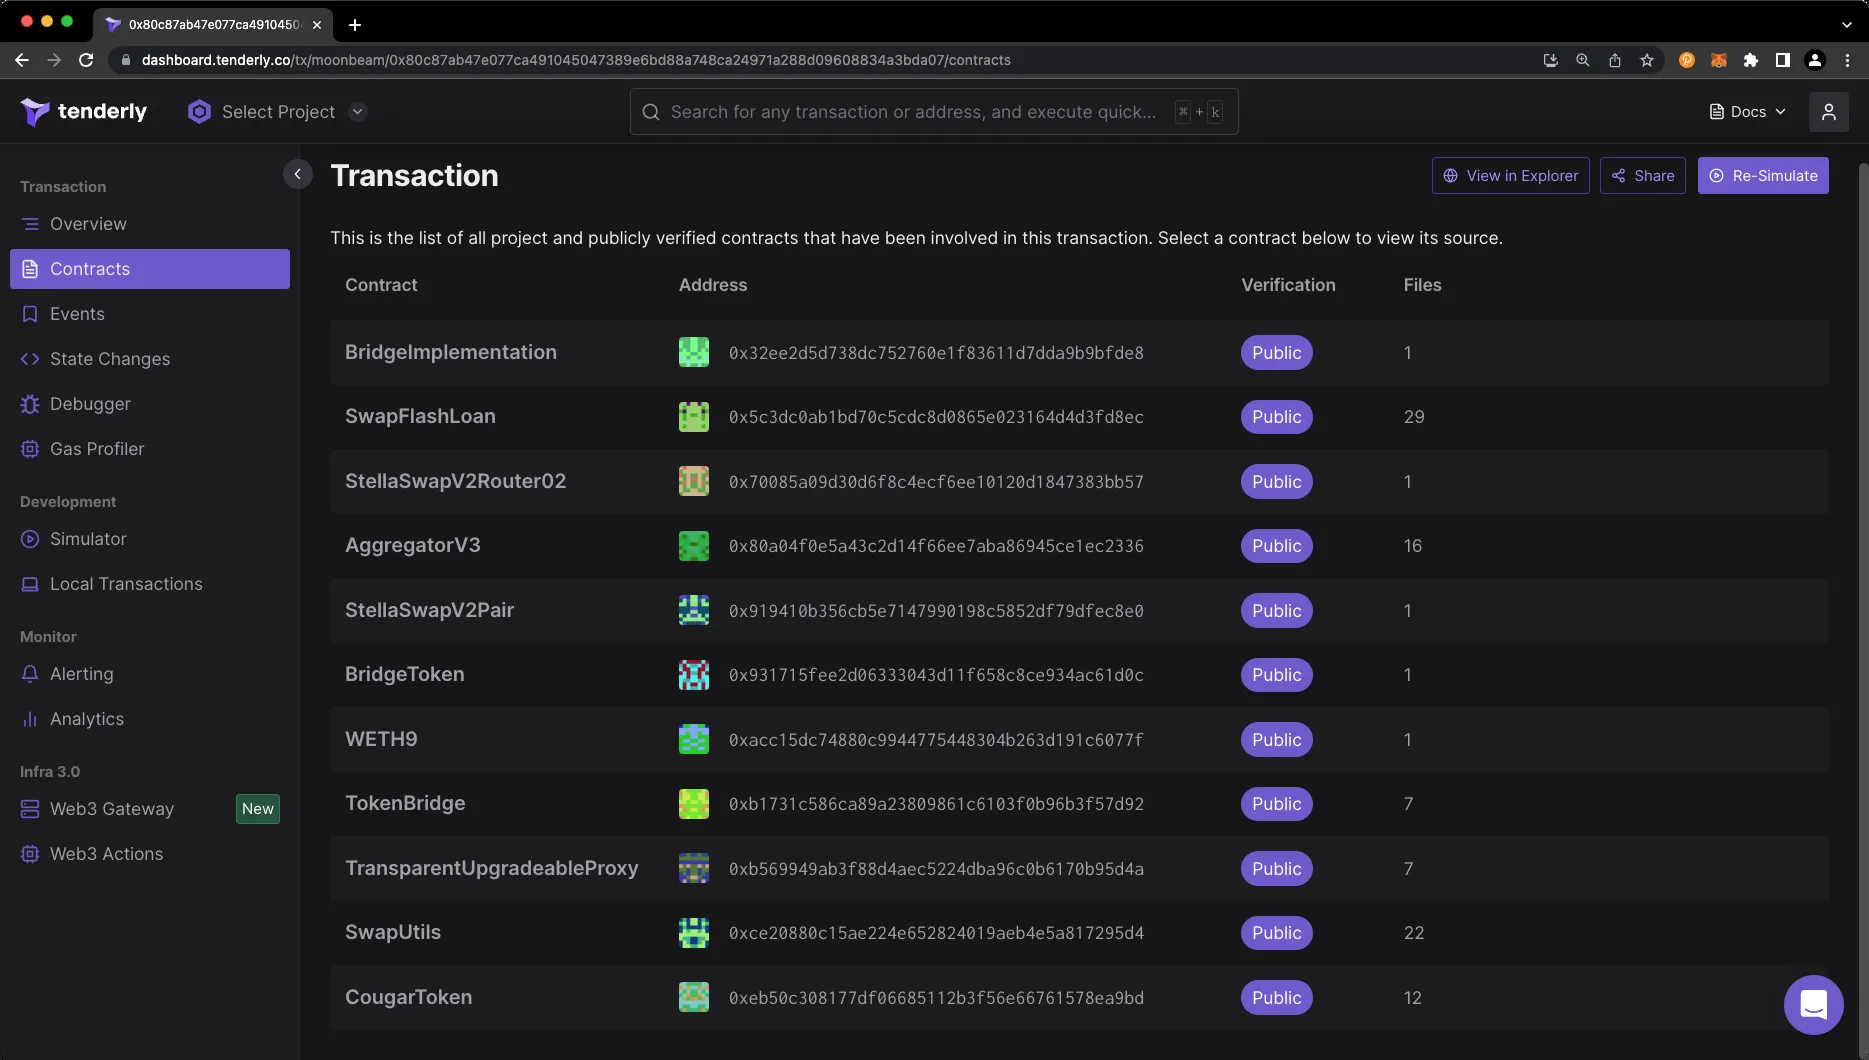 0x80c87ab47e077ca4910450
dashboard.tenderly.co/tx/moonbeam/0x80c87ab47e077ca491045047389e6bd88a748ca24971a288d09608834a3bda07/contracts
tenderly
Select Project
Search for any transaction or address, and execute quick... ⌘ + k
Docs
Transaction
Overview
Contracts
Events
State Changes
Debugger
Gas Profiler
Development
Simulator
Local Transactions
Monitor
Alerting
Analytics
Infra 3.0
Web3 Gateway New
Web3 Actions
Transaction
View in Explorer
Share
Re-Simulate
This is the list of all project and publicly verified contracts that have been involved in this transaction. Select a contract below to view its source.
Contract Address Verification Files
BridgeImplementation 0x32ee2d5d738dc752760e1f83611d7dda9b9bfde8 Public 1
SwapFlashLoan 0x5c3dc0ab1bd70c5cdc8d0865e023164d4d3fd8ec Public 29
StellaSwapV2Router02 0x70085a09d30d6f8c4ecf6ee10120d1847383bb57 Public 1
AggregatorV3 0x80a04f0e5a43c2d14f66ee7aba86945ce1ec2336 Public 16
StellaSwapV2Pair 0x919410b356cb5e7147990198c5852df79dfec8e0 Public 1
BridgeToken 0x931715fee2d06333043d11f658c8ce934ac61d0c Public 1
WETH9 0xacc15dc74880c9944775448304b263d191c6077f Public 1
TokenBridge 0xb1731c586ca89a23809861c6103f0b96b3f57d92 Public 7
TransparentUpgradeableProxy 0xb569949ab3f88d4aec5224dba96c0b6170b95d4a Public 7
SwapUtils 0xce20880c15ae224e652824019aeb4e5a817295d4 Public 22
CougarToken 0xeb50c308177df06685112b3f56e66761578ea9bd Public 12